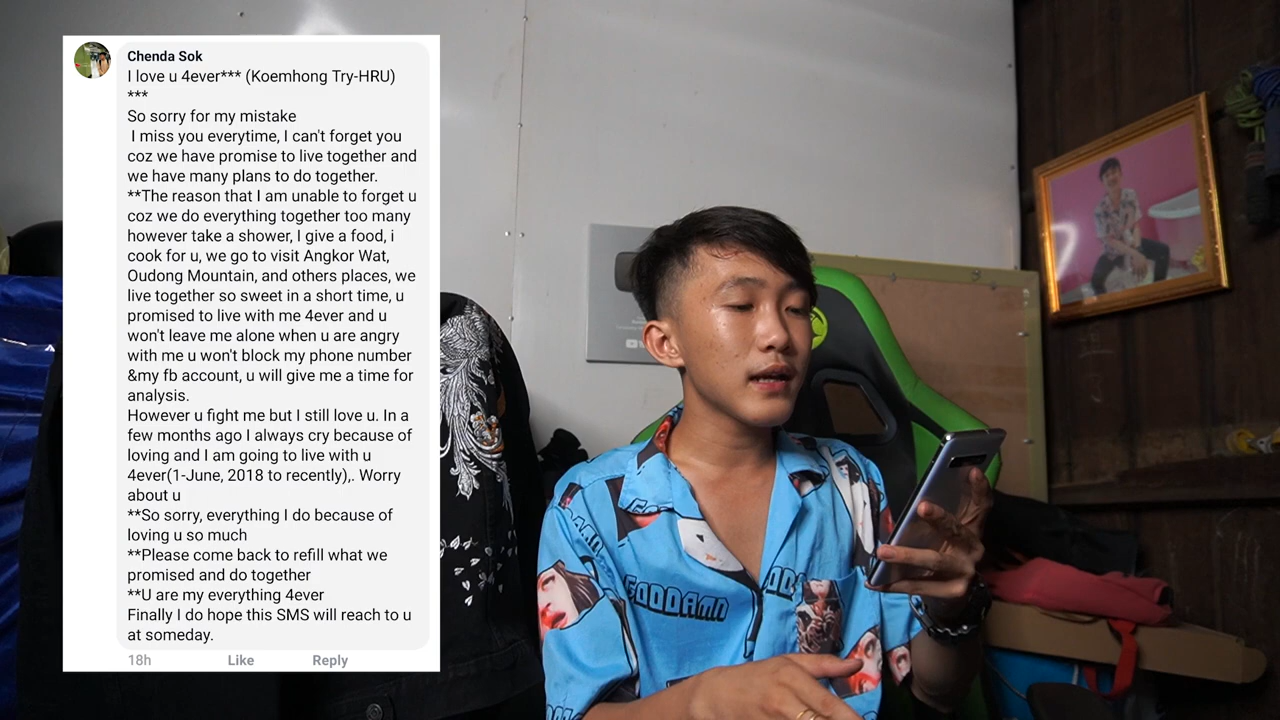 Chenda Sok
I love u 4ever*** (Koemhong Try-HRU)
***
So sorry for my mistake
I miss you everytime, I can't forget you
coz we have promise to live together and
we have many plans to do together.
**The reason that I am unable to forget u
coz we do everything together too many
however take a shower, I give a food, i
cook for u, we go to visit Angkor Wat,
Oudong Mountain, and others places, we
live together so sweet in a short time, u
promised to live with me 4ever and u
won't leave me alone when u are angry
with me u won't block my phone number
&my fb account, u will give me a time for
analysis.
However u fight me but I still love u. In a
few months ago I always cry because of
loving and I am going to live with u
4ever(1-June, 2018 to recently),. Worry
about u
**So sorry, everything I do because of
loving u so much
**Please come back to refill what we
promised and do together
**U are my everything 4ever
Finally I do hope this SMS will reach to u
at someday.
18h Like Reply
GOODAMN